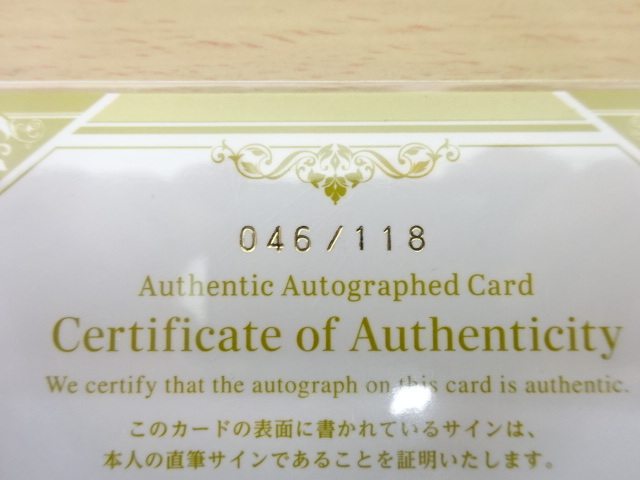 046/118
Authentic Autographed Card
Certificate of Authenticity
We certify that the autograph on this card is authentic.
このカードの表面に書かれているサインは、
本人の直筆サインであることを証明いたします。